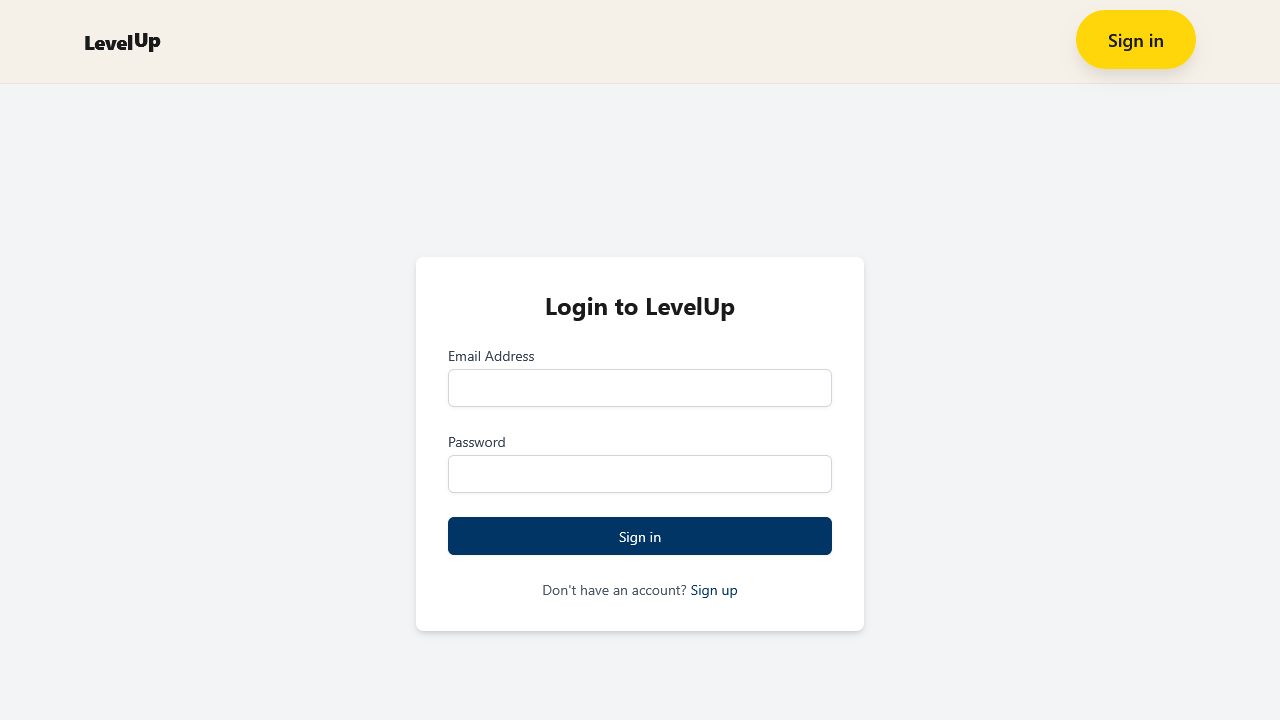 LevelUp
Sign in
Login to LevelUp
Email Address
Password
Sign in
Don't have an account? Sign up